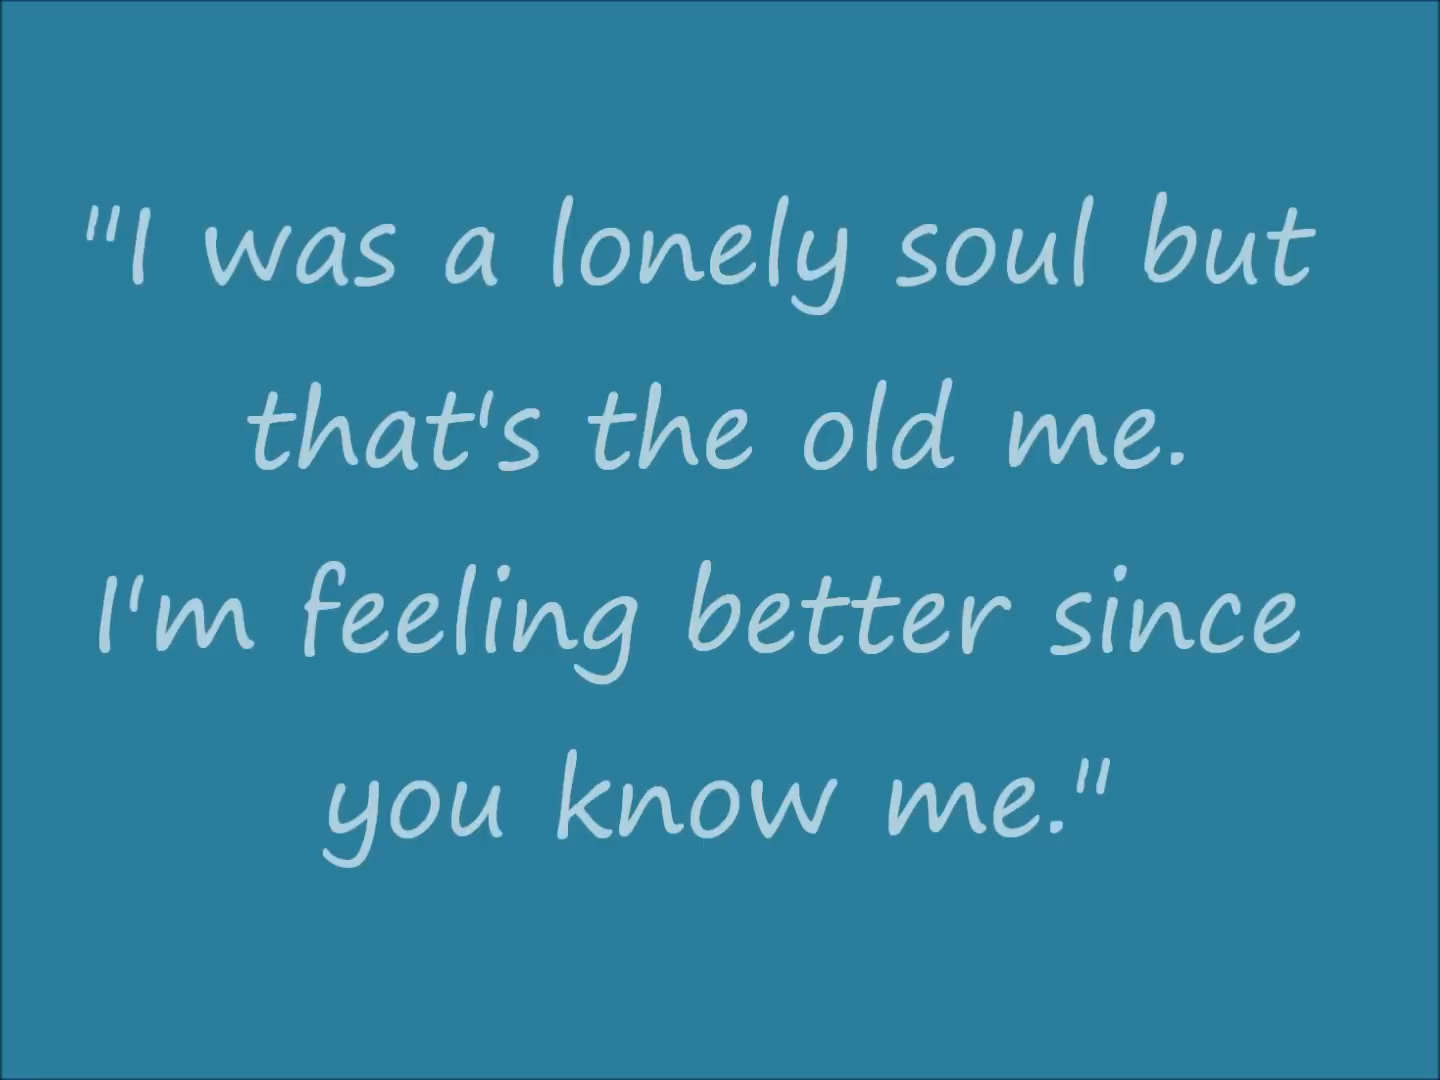 "I was a lonely soul but
that's the old me.
I'm feeling better since
you know me."